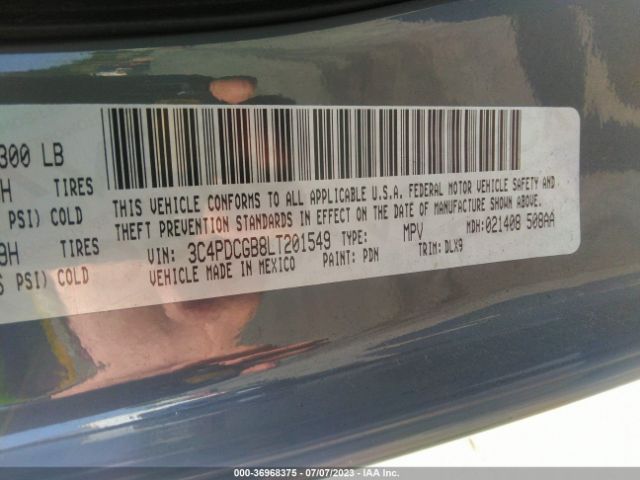 300 LB
H TIRES
PSI) COLD
9H TIRES
PSI) COLD
THIS VEHICLE CONFORMS TO ALL APPLICABLE U.S.A. FEDERAL MOTOR VEHICLE SAFETY AND
THEFT PREVENTION STANDARDS IN EFFECT ON THE DATE OF MANUFACTURE SHOWN ABOVE.
VIN: 3C4PDCGB8LT201549 TYPE: MPV MDH: 021408 508AA
VEHICLE MADE IN MEXICO PAINT: PDN TRIM: DLX9
00-36968375 - 07/07/2023 - IAA Inc.